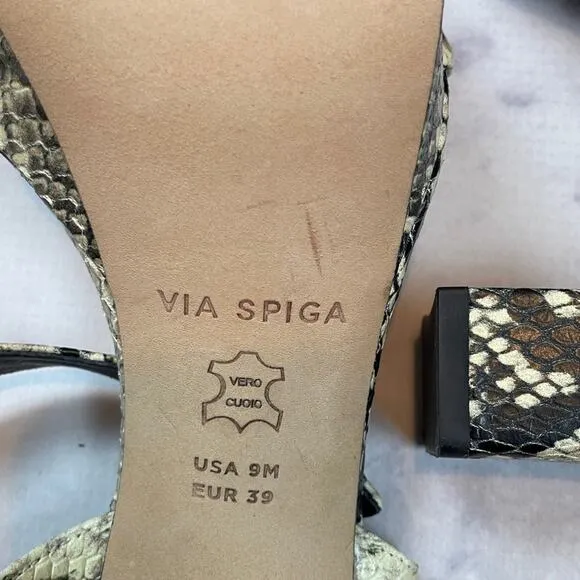 VIA SPIGA
VERO
CUOIO
USA 9M
EUR 39